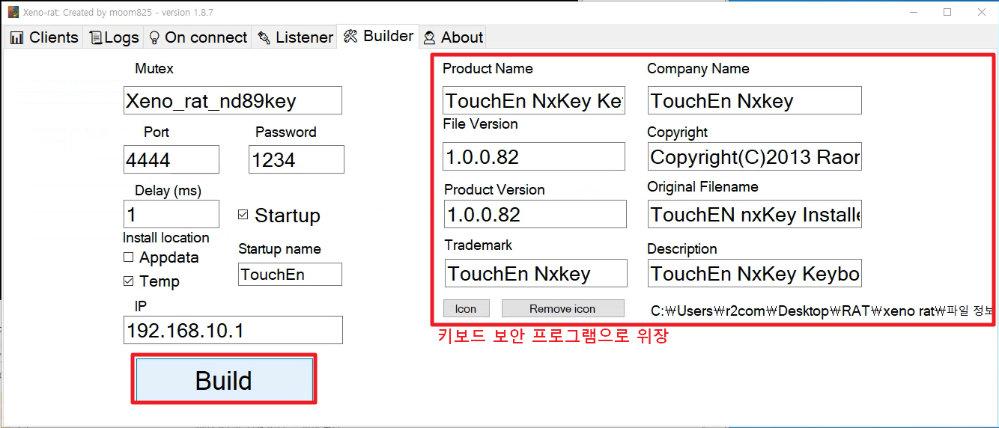 Xeno-rat: Created by moom825 - version 1.8.7
Clients Logs On connect Listener Builder About
Mutex
Xeno_rat_nd89key
Port Password
4444 1234
Delay (ms)
1 Startup
Install location
Appdata
Temp
Startup name
TouchEn
IP
192.168.10.1
Build
Product Name Company Name
TouchEn NxKey Key TouchEn Nxkey
File Version Copyright
1.0.0.82 Copyright(C)2013 Raon
Product Version Original Filename
1.0.0.82 TouchEN nxKey Installe
Trademark Description
TouchEn Nxkey TouchEn NxKey Keybo
Icon Remove icon C:₩Users₩r2com₩Desktop₩RAT₩xeno rat₩파일 정보
키보드 보안 프로그램으로 위장